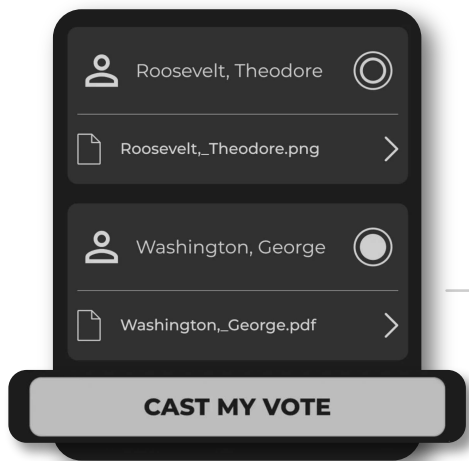 Roosevelt, Theodore
Roosevelt,_Theodore.png
Washington, George
Washington,_George.pdf
CAST MY VOTE